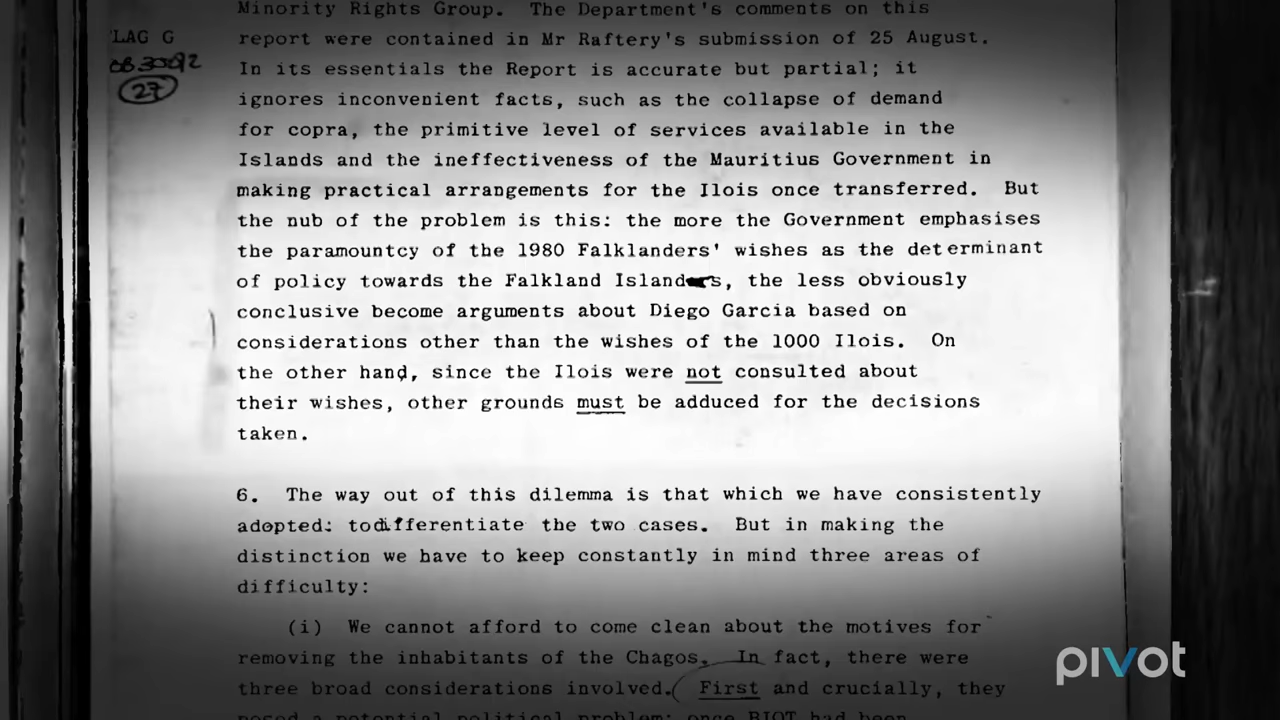 Minority Rights Group. The Department's comments on this
LAG G
report were contained in Mr Raftery's submission of 25 August.
In its essentials the Report is accurate but partial; it
27
ignores inconvenient facts, such as the collapse of demand
for copra, the primitive level of services available in the
Islands and the ineffectiveness of the Mauritius Government in
making practical arrangements for the Ilois once transferred. But
the nub of the problem is this: the more the Government emphasises
the paramountcy of the 1980 Falklanders' wishes as the determinant
of policy towards the Falkland Islanders, the less obviously
conclusive become arguments about Diego Garcia based on
considerations other than the wishes of the 1000 Ilois. On
the other hand, since the Ilois were not consulted about
their wishes, other grounds must be adduced for the decisions
taken.
6. The way out of this dilemma is that which we have consistently
adopted: todifferentiate the two cases. But in making the
distinction we have to keep constantly in mind three areas of
difficulty:
(i) We cannot afford to come clean about the motives for
removing the inhabitants of the Chagos. In fact, there were
three broad considerations involved. (First and crucially, they
posed a potential political problem; once BIOT had been
pivot